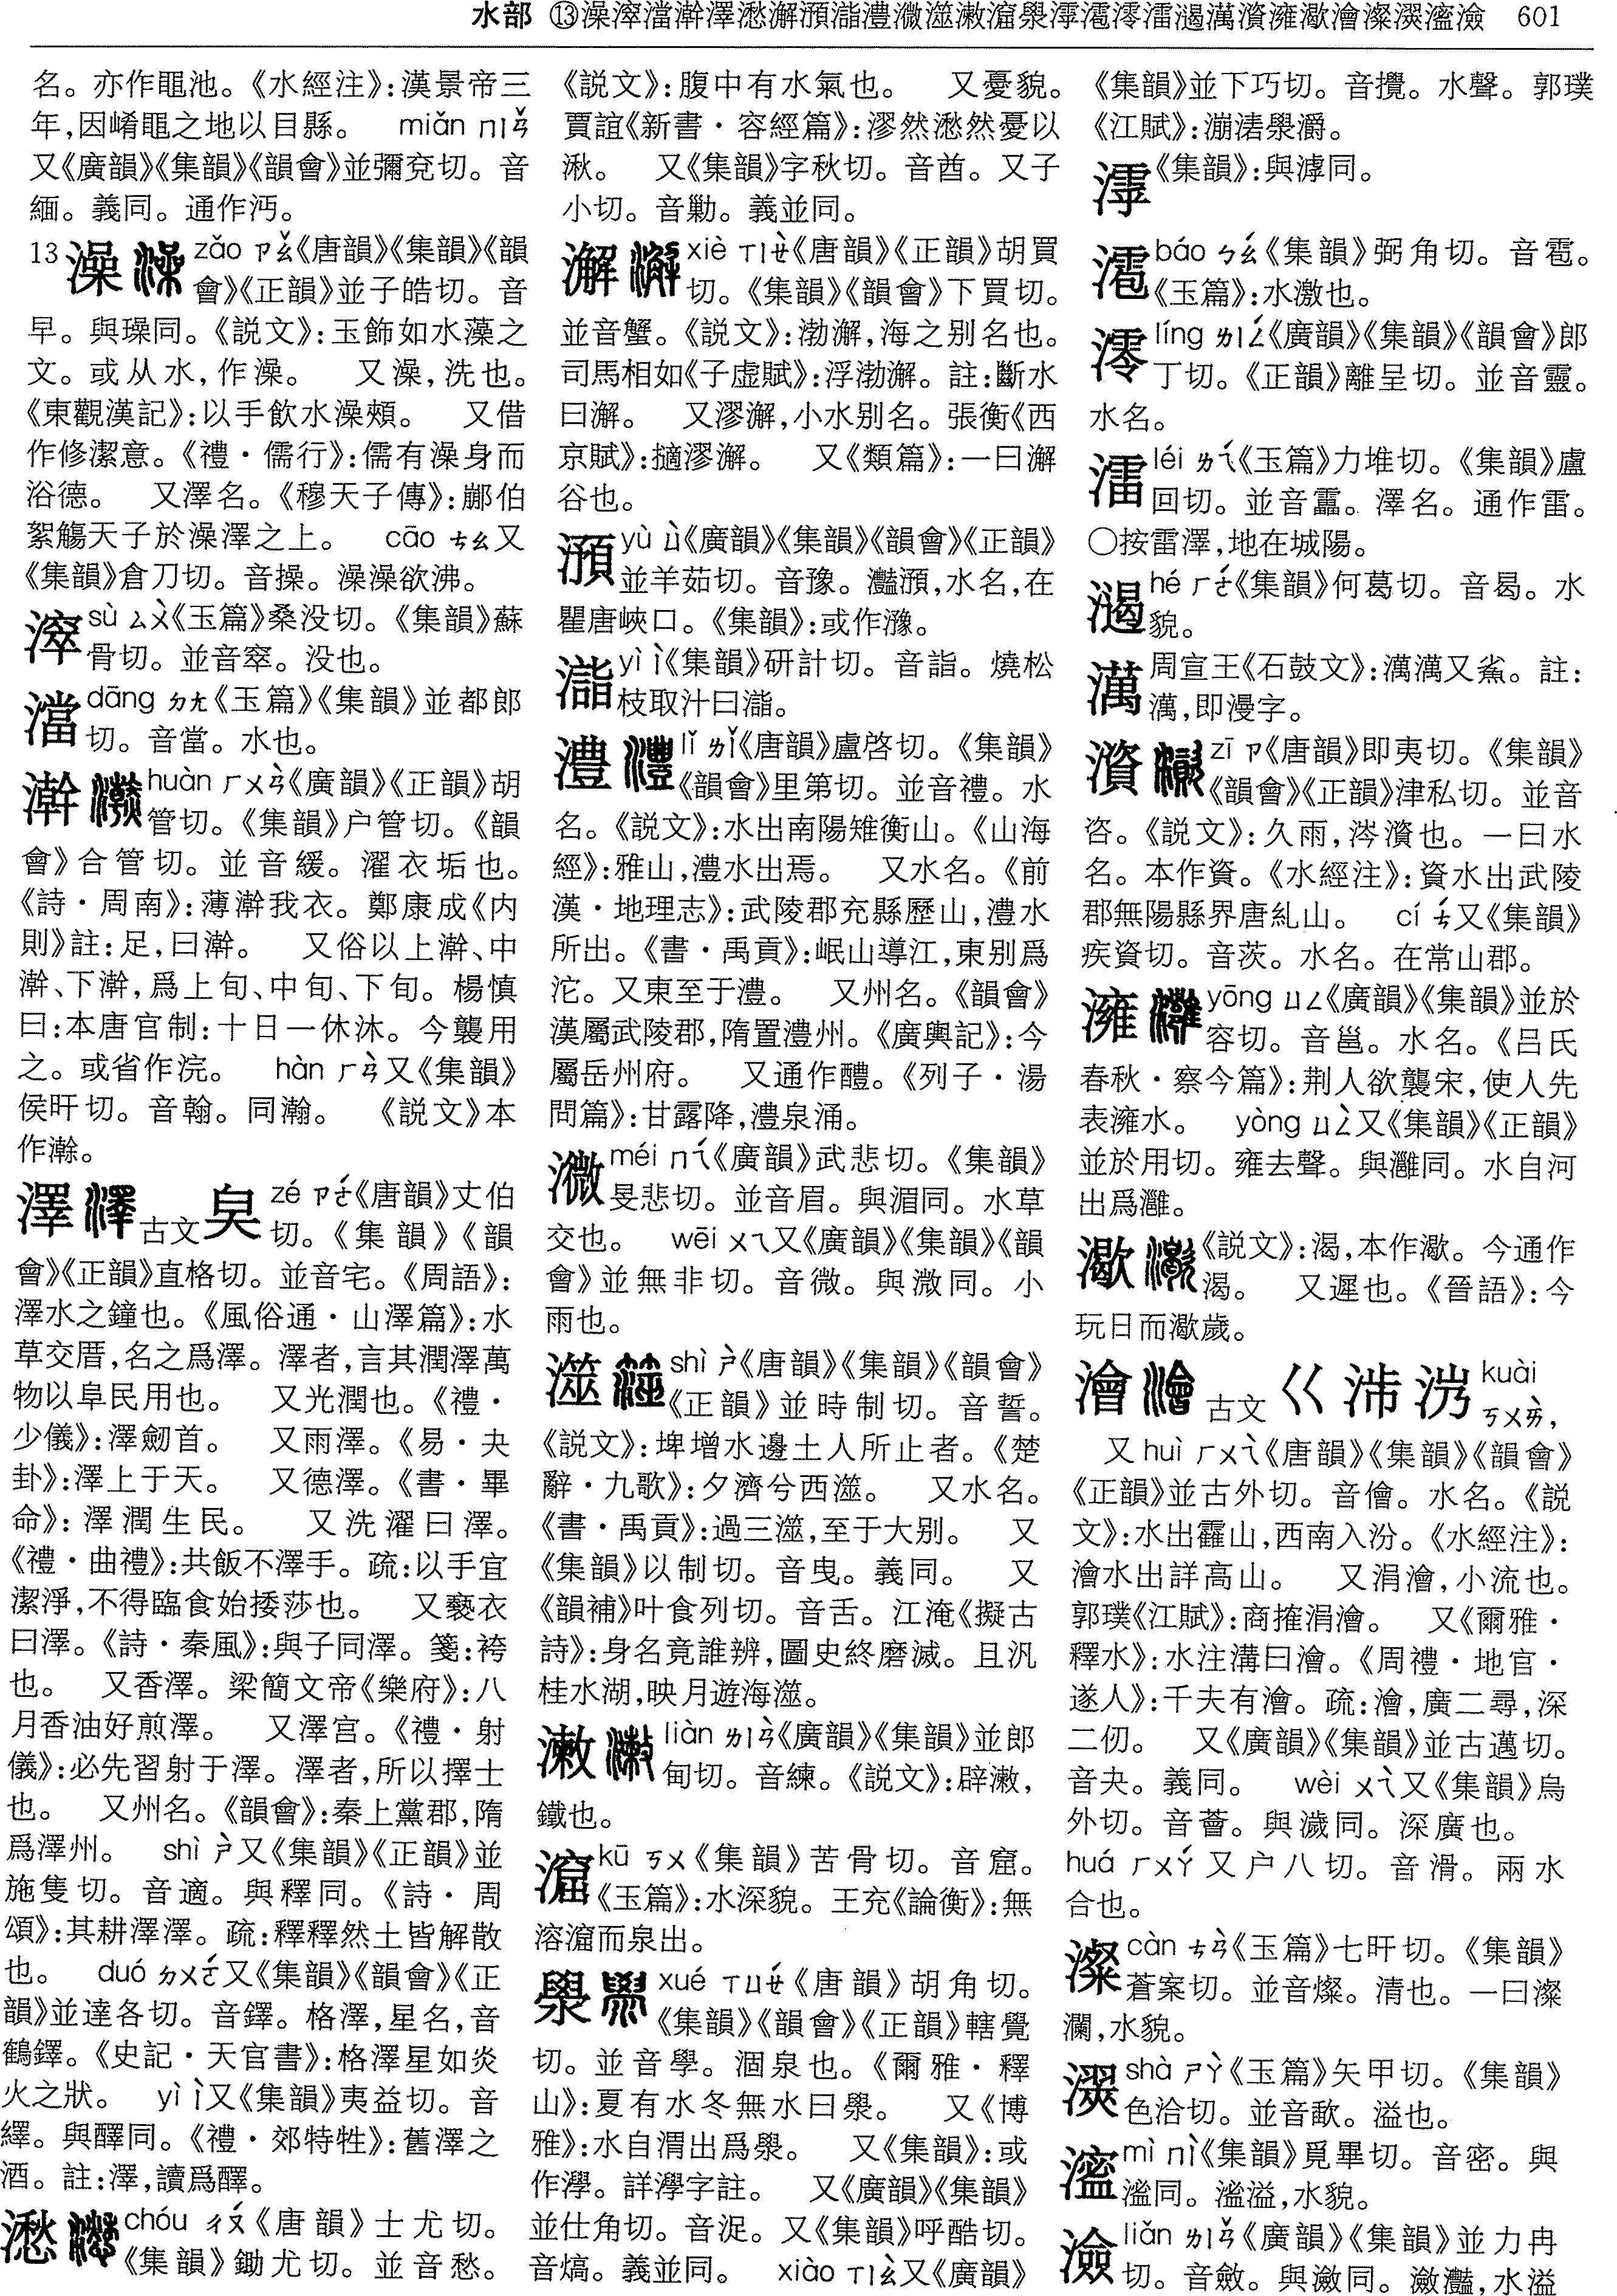 水部 ⑬澡滓澢澣澤㵞澥澦㵝澧溦澨潄㵠澩㵡㵢澪㵢㵣澫澬澭㵣澮澯㵤㵥澰 601
名。亦作黽池。《水經注》:漢景帝三
年,因崤黽之地以目縣。 miǎn ㄇㄧㄢˇ
又《廣韻》《集韻》《韻會》並彌兗切。音
緬。義同。通作沔。
13 澡 zǎo ㄗㄠˇ《唐韻》《集韻》《韻
會》《正韻》並子皓切。音
早。與璪同。《説文》:玉飾如水藻之
文。或从水,作澡。 又澡,洗也。
《東觀漢記》:以手飲水澡頰。 又借
作修潔意。《禮·儒行》:儒有澡身而
浴德。 又澤名。《穆天子傳》:䣙伯
絮觴天子於澡澤之上。 cāo ㄘㄠ又
《集韻》倉刀切。音操。澡澡欲沸。
sù ㄙㄨˋ《玉篇》桑没切。《集韻》蘇
骨切。並音窣。没也。
澢 dāng ㄉㄤ《玉篇》《集韻》並都郎
切。音當。水也。
澣 huàn ㄏㄨㄢˋ《廣韻》《正韻》胡
管切。《集韻》户管切。《韻
會》合管切。並音緩。濯衣垢也。
《詩·周南》:薄澣我衣。鄭康成《内
則》註:足,曰澣。 又俗以上澣、中
澣、下澣,爲上旬、中旬、下旬。楊慎
曰:本唐官制:十日一休沐。今襲用
之。或省作浣。 hàn ㄏㄢˋ又《集韻》
侯旰切。音翰。同瀚。 《説文》本
作瀚。
澤 古文 㚖 zé ㄗㄜˊ《唐韻》丈伯
切。《集韻》《韻
會》《正韻》直格切。並音宅。《周語》:
澤水之鐘也。《風俗通·山澤篇》:水
草交厝,名之爲澤。澤者,言其潤澤萬
物以阜民用也。 又光潤也。《禮·
少儀》:澤劒首。 又雨澤。《易·夬
卦》:澤上于天。 又德澤。《書·畢
命》:澤潤生民。 又洗濯曰澤。
《禮·曲禮》:共飯不澤手。疏:以手宜
潔淨,不得臨食始捼莎也。 又褻衣
曰澤。《詩·秦風》:與子同澤。箋:袴
也。 又香澤。梁簡文帝《樂府》:八
月香油好煎澤。 又澤宫。《禮·射
儀》:必先習射于澤。澤者,所以擇士
也。 又州名。《韻會》:秦上黨郡,隋
爲澤州。 shì ㄕˋ又《集韻》《正韻》並
施隻切。音適。與釋同。《詩·周
頌》:其耕澤澤。疏:釋釋然土皆解散
也。 duó ㄉㄨㄛˊ又《集韻》《韻會》《正
韻》並達各切。音鐸。格澤,星名,音
鶴鐸。《史記·天官書》:格澤星如炎
火之狀。 yì ㄧˋ又《集韻》夷益切。音
繹。與醳同。《禮·郊特牲》:舊澤之
酒。註:澤,讀爲醳。
chóu ㄔㄡˊ《唐韻》士尤切。
《集韻》鋤尤切。並音愁。
《説文》:腹中有水氣也。 又憂貌。
賈誼《新書·容經篇》:漻然湫然憂以
湫。 又《集韻》字秋切。音酋。又子
小切。音勦。義並同。
澥 xiè ㄒㄧㄝˋ《唐韻》《正韻》胡買
切。《集韻》《韻會》下買切。
並音蟹。《説文》:渤澥,海之别名也。
司馬相如《子虚賦》:浮渤澥。註:斷水
曰澥。 又漻澥,小水别名。張衡《西
京賦》:擿漻澥。 又《類篇》:一曰澥
谷也。
澦 yù ㄩˋ《廣韻》《集韻》《韻會》《正韻》
並羊茹切。音豫。灩澦,水名,在
瞿唐峽口。《集韻》:或作澦。
yì ㄧˋ《集韻》研計切。音詣。燒松
枝取汁曰。
澧 lǐ ㄌㄧˇ《唐韻》盧啓切。《集韻》
《韻會》里第切。並音禮。水
名。《説文》:水出南陽雉衡山。《山海
經》:雅山,澧水出焉。 又水名。《前
漢·地理志》:武陵郡充縣歷山,澧水
所出。《書·禹貢》:岷山導江,東别爲
沱。又東至于澧。 又州名。《韻會》
漢屬武陵郡,隋置澧州。《廣輿記》:今
屬岳州府。 又通作醴。《列子·湯
問篇》:甘露降,澧泉涌。
méi ㄇㄟˊ《廣韻》武悲切。《集韻》
旻悲切。並音眉。與湄同。水草
交也。 wēi ㄨㄟ又《廣韻》《集韻》《韻
會》並無非切。音微。與溦同。小
雨也。
澨 shì ㄕˋ《唐韻》《集韻》《韻會》
《正韻》並時制切。音誓。
《説文》:埤增水邊土人所止者。《楚
辭·九歌》:夕濟兮西澨。 又水名。
《書·禹貢》:過三澨,至于大别。 又
《集韻》以制切。音曳。義同。 又
《韻補》叶食列切。音舌。江淹《擬古
詩》:身名竟誰辨,圖史終磨滅。且汎
桂水湖,映月遊海澨。
liàn ㄌㄧㄢˋ《廣韻》《集韻》並郎
甸切。音練。《説文》:辟,
鐵也。
kū ㄎㄨ《集韻》苦骨切。音窟。
《玉篇》:水深貌。王充《論衡》:無
溶而泉出。
澩 xué ㄒㄩㄝˊ《唐韻》胡角切。
《集韻》《韻會》《正韻》轄覺
切。並音學。涸泉也。《爾雅·釋
山》:夏有水冬無水曰澩。 又《博
雅》:水自渭出爲澩。 又《集韻》:或
作㶅。詳㶅字註。 又《廣韻》《集韻》
並仕角切。音浞。又《集韻》呼酷切。
音熇。義並同。 xiào ㄒㄧㄠˋ又《廣韻》
《集韻》並下巧切。音攪。水聲。郭璞
《江賦》:漰湱澩灂。
《集韻》:與滹同。
báo ㄅㄠˊ《集韻》弼角切。音雹。
《玉篇》:水激也。
澪 líng ㄌㄧㄥˊ《廣韻》《集韻》《韻會》郎
丁切。《正韻》離呈切。並音靈。
水名。
léi ㄌㄟˊ《玉篇》力堆切。《集韻》盧
回切。並音靁。澤名。通作雷。
○按雷澤,地在城陽。
hé ㄏㄜˊ《集韻》何葛切。音曷。水
貌。
澫 周宣王《石鼓文》:澫澫又鯊。註:
澫,即漫字。
澬 zī ㄗ《唐韻》即夷切。《集韻》
《韻會》《正韻》津私切。並音
咨。《説文》:久雨,涔澬也。一曰水
名。本作資。《水經注》:資水出武陵
郡無陽縣界唐糺山。 cí ㄘˊ又《集韻》
疾資切。音茨。水名。在常山郡。
澭 yōng ㄩㄥ《廣韻》《集韻》並於
容切。音邕。水名。《吕氏
春秋·察今篇》:荆人欲襲宋,使人先
表澭水。 yòng ㄩㄥˋ又《集韻》《正韻》
並於用切。雍去聲。與灉同。水自河
出爲灉。
㵣 《説文》:渴,本作㵣。今通作
渴。 又遲也。《晉語》:今
玩日而㵣歲。
澮 古文 巜 kuài
ㄎㄨㄞˋ,
又 huì ㄏㄨㄟˋ《唐韻》《集韻》《韻會》
《正韻》並古外切。音儈。水名。《説
文》:水出靃山,西南入汾。《水經注》:
澮水出詳高山。 又涓澮,小流也。
郭璞《江賦》:商搉涓澮。 又《爾雅·
釋水》:水注溝曰澮。《周禮·地官·
遂人》:千夫有澮。疏:澮,廣二尋,深
二仞。 又《廣韻》《集韻》並古邁切。
音夬。義同。 wèi ㄨㄟˋ又《集韻》烏
外切。音薈。與濊同。深廣也。
huá ㄏㄨㄚˊ又户八切。音滑。兩水
合也。
澯 càn ㄘㄢˋ《玉篇》七旰切。《集韻》
蒼案切。並音燦。清也。一曰澯
瀾,水貌。
shà ㄕㄚˋ《玉篇》矢甲切。《集韻》
色洽切。並音歃。溢也。
mì ㄇㄧˋ《集韻》覓畢切。音密。與
滵同。滵溢,水貌。
澰 liǎn ㄌㄧㄢˇ《廣韻》《集韻》並力冉
切。音斂。與瀲同。瀲灩,水溢